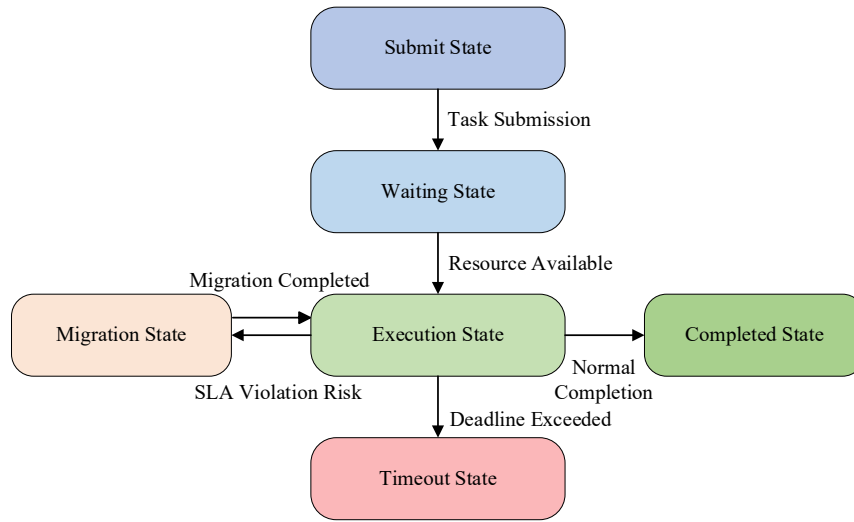 Submit State
Task Submission
Waiting State
Resource Available
Migration Completed
Migration State
Execution State
Completed State
SLA Violation Risk
Normal
Completion
Deadline Exceeded
Timeout State